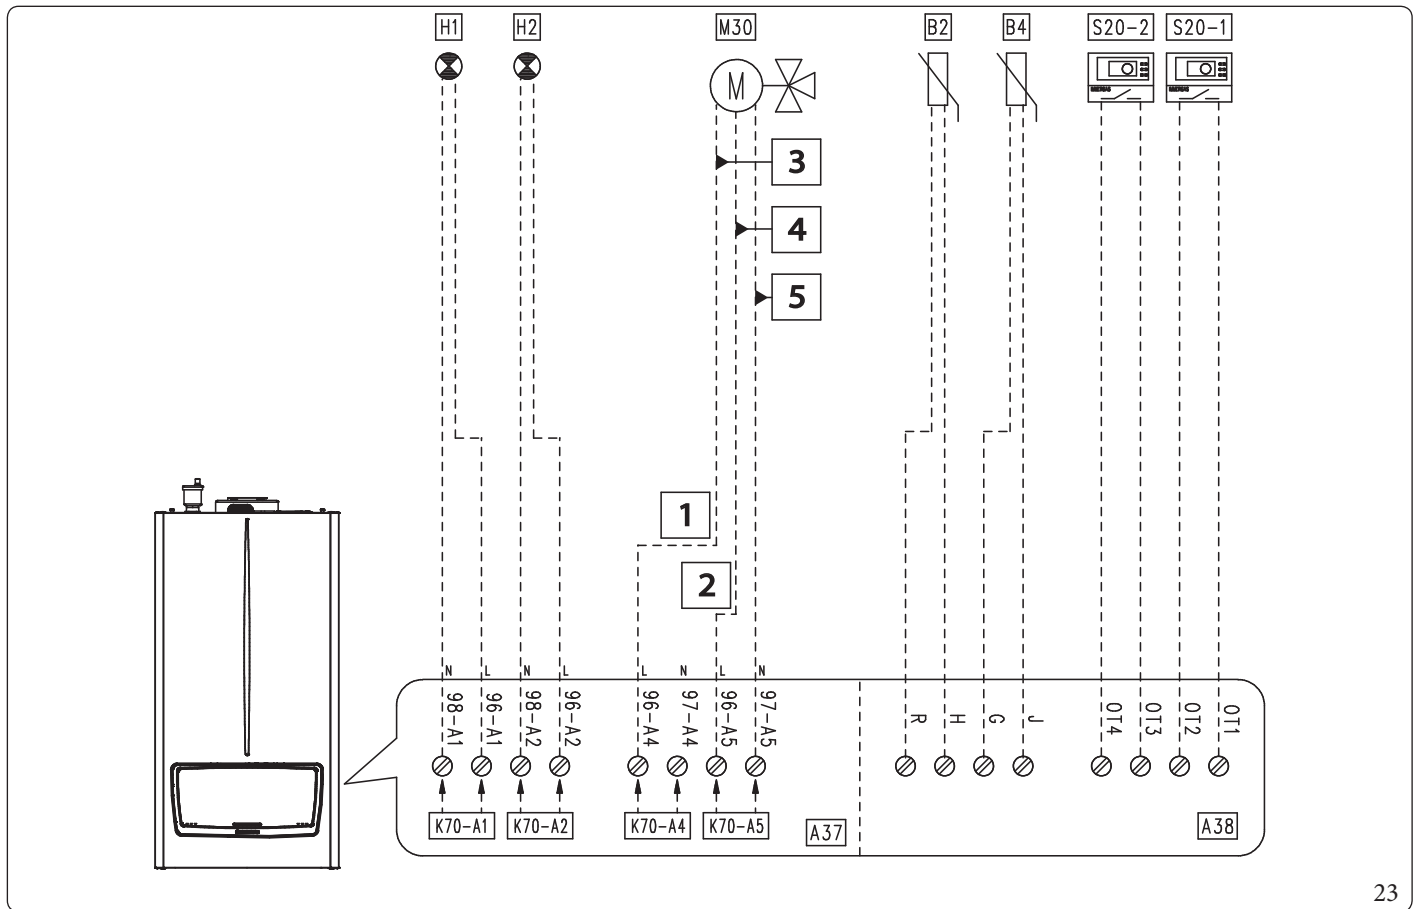 H1 H2 M30 B2 B4 S20-2 S20-1
M
3
4
5
1
2
N L N L L N L N
98-A1 96-A1 98-A2 96-A2 96-A4 97-A4 96-A5 97-A5 R H G J OT4 OT3 OT2 OT1
K70-A1 K70-A2 K70-A4 K70-A5 A37 A38
23